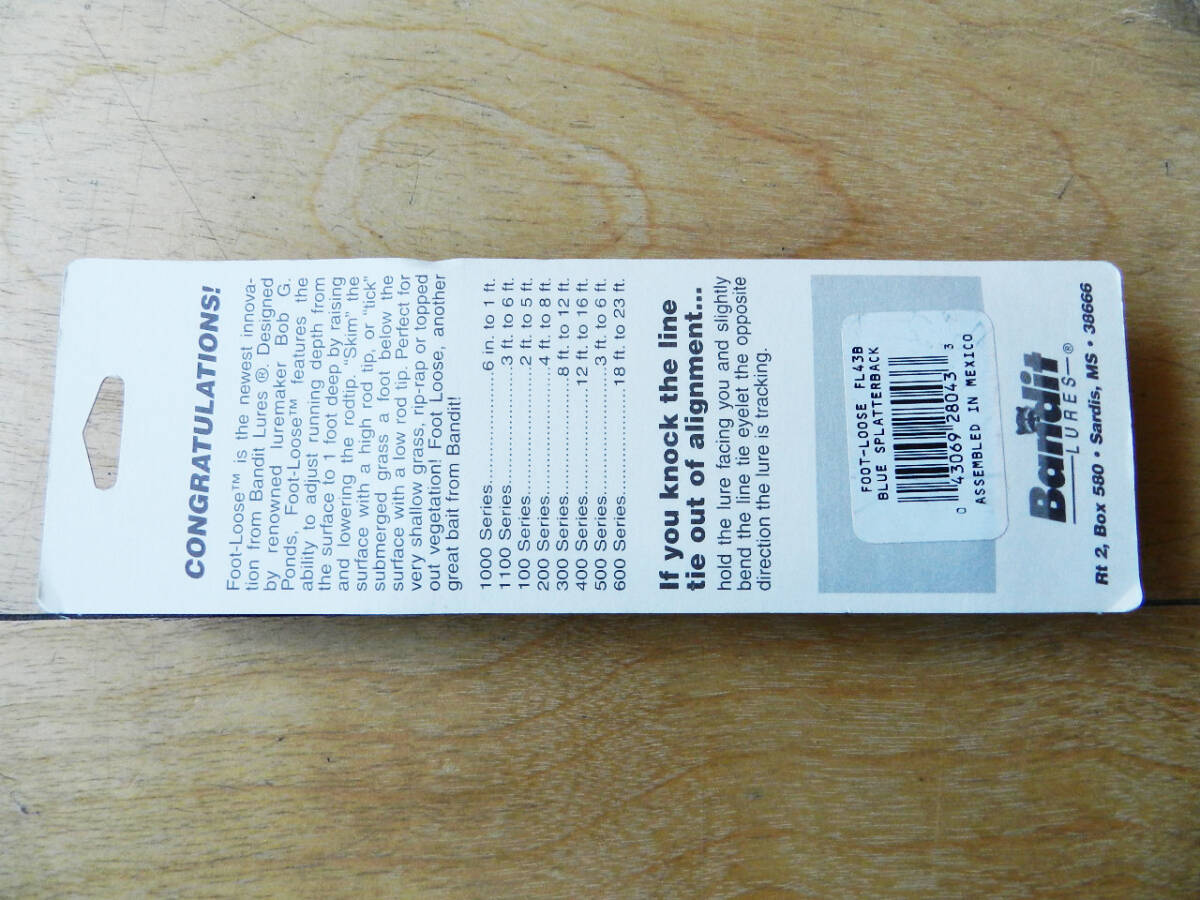 CONGRATULATIONS!
Foot-Loose™ is the newest innova-
tion from Bandit Lures ®. Designed
by renowned luremaker Bob G.
Ponds, Foot-Loose™ features the
ability to adjust running depth from
the surface to 1 foot deep by raising
and lowering the rodtip. "Skim" the
surface with a high rod tip, or "tick"
submerged grass a foot below the
surface with a low rod tip. Perfect for
very shallow grass, rip-rap or topped
out vegetation! Foot Loose, another
great bait from Bandit!
1000 Series..................6 in. to 1 ft.
1100 Series..................3 ft. to 6 ft.
100 Series....................2 ft. to 5 ft.
200 Series....................4 ft. to 8 ft.
300 Series..................8 ft. to 12 ft.
400 Series................12 ft. to 16 ft.
500 Series....................3 ft. to 6 ft.
600 Series................18 ft to 23 ft.
If you knock the line
tie out of alignment...
hold the lure facing you and slightly
bend the line tie eyelet the opposite
direction the lure is tracking.
FOOT-LOOSE FL43B
BLUE SPLATTERBACK
0 43069 28043 3
ASSEMBLED IN MEXICO
Bandit
LURES ®
Rt 2, Box 580 • Sardis, MS • 38666